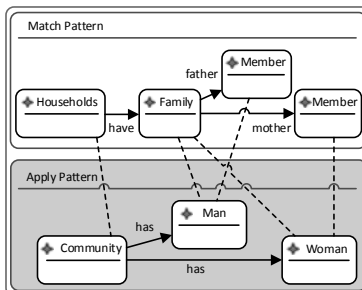 Match Pattern
Member
father
Households
Family
Member
have
mother
Apply Pattern
Man
has
Community
Woman
has